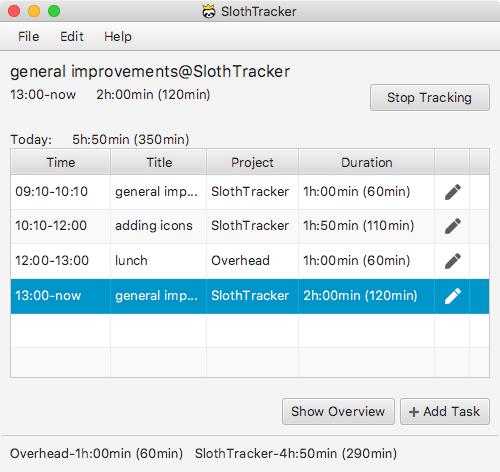 SlothTracker
File Edit Help
general improvements@SlothTracker
13:00-now 2h:00min (120min)
Stop Tracking
Today: 5h:50min (350min)
Time Title Project Duration
09:10-10:10 general imp... SlothTracker 1h:00min (60min)
10:10-12:00 adding icons SlothTracker 1h:50min (110min)
12:00-13:00 lunch Overhead 1h:00min (60min)
13:00-now general imp... SlothTracker 2h:00min (120min)
Show Overview + Add Task
Overhead-1h:00min (60min) SlothTracker-4h:50min (290min)